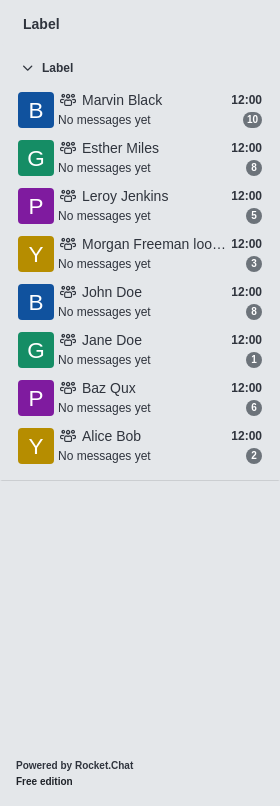 Label
Label
B Marvin Black 12:00
No messages yet 10
G Esther Miles 12:00
No messages yet 8
P Leroy Jenkins 12:00
No messages yet 5
Y Morgan Freeman loo… 12:00
No messages yet 3
B John Doe 12:00
No messages yet 8
G Jane Doe 12:00
No messages yet 1
P Baz Qux 12:00
No messages yet 6
Y Alice Bob 12:00
No messages yet 2
Powered by Rocket.Chat
Free edition